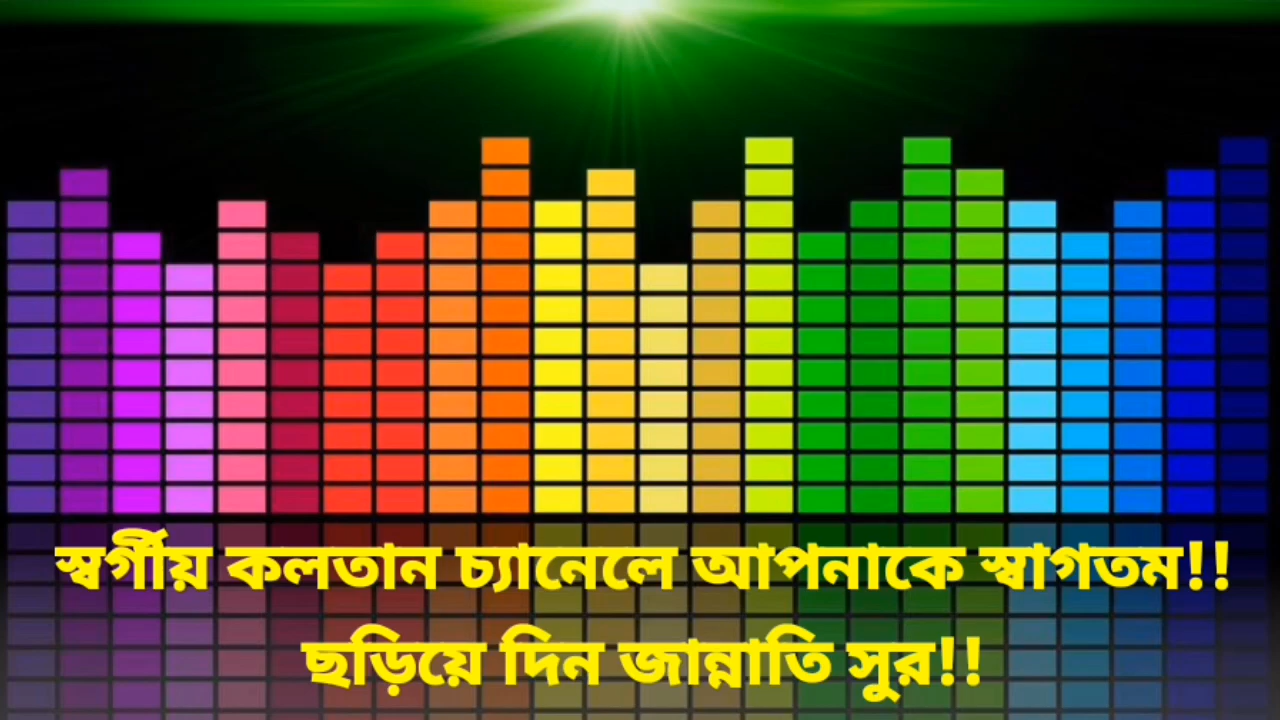 স্বর্গীয় কলতান চ্যানেলে আপনাকে স্বাগতম!!
ছড়িয়ে দিন জান্নাতি সুর!!